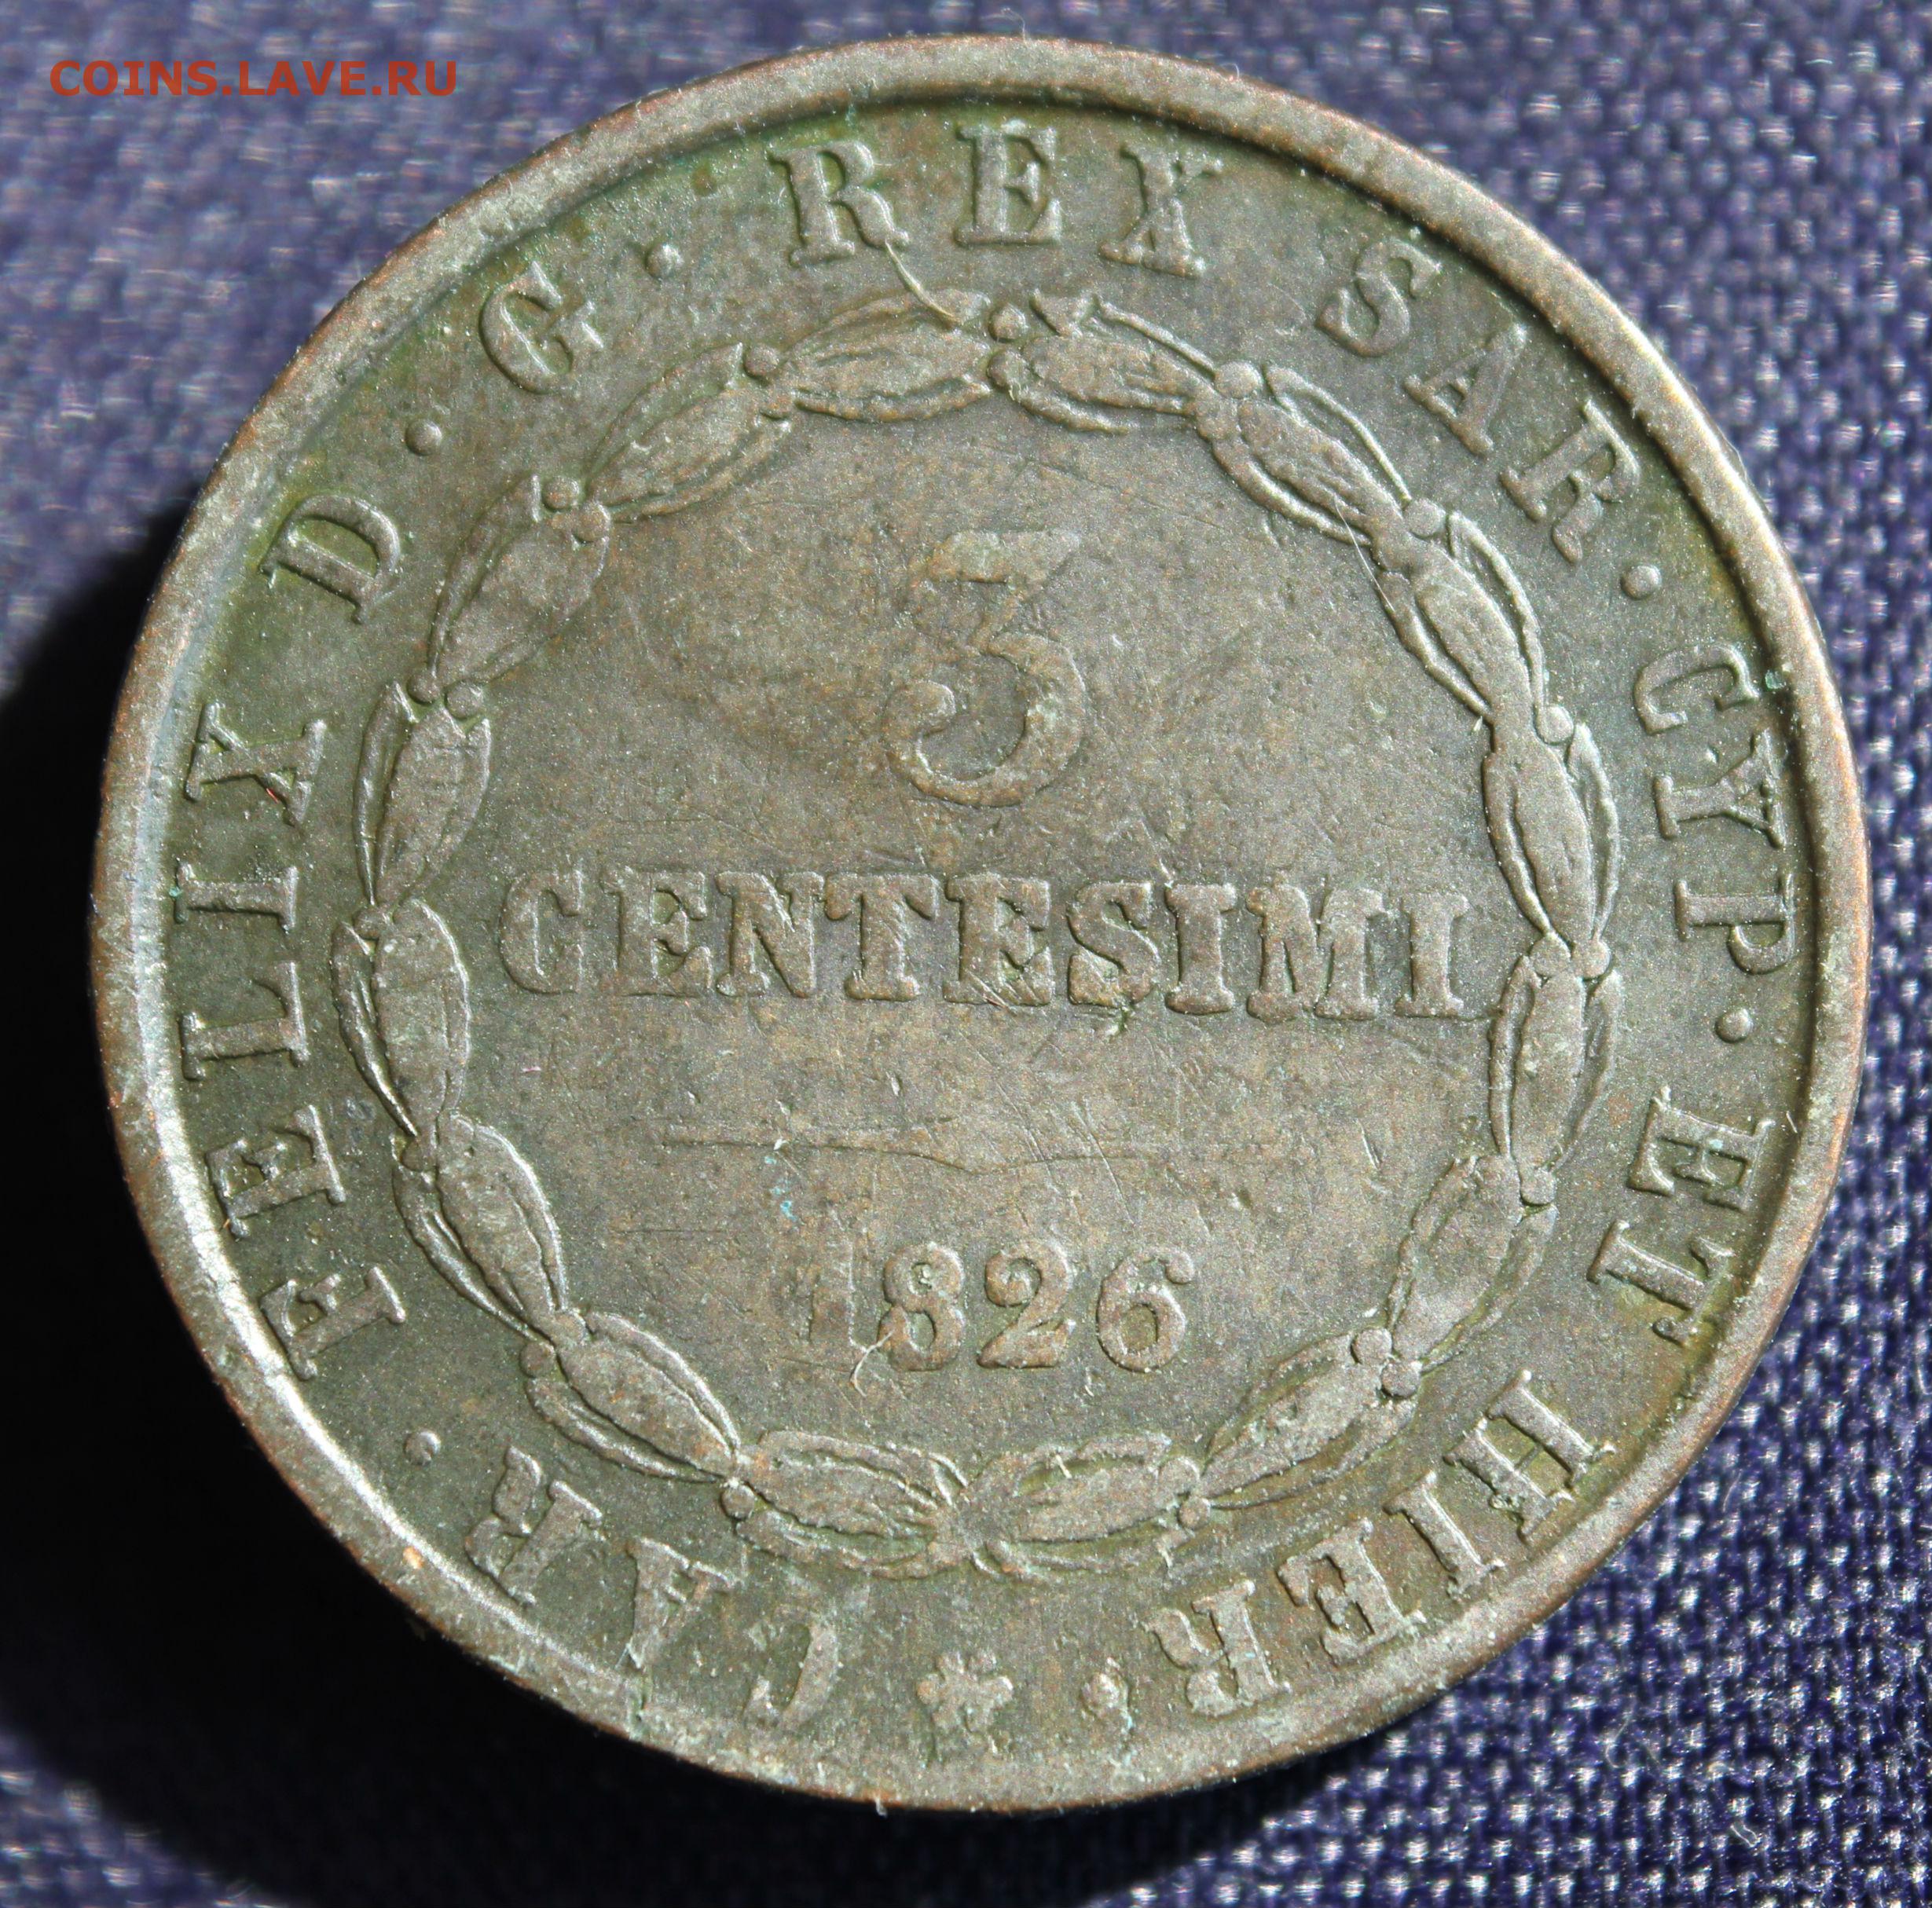 COINS.LAVE.RU
CAR · FELIX D · G · REX SAR · CYP · ET HIER ·
3
CENTESIMI
1826